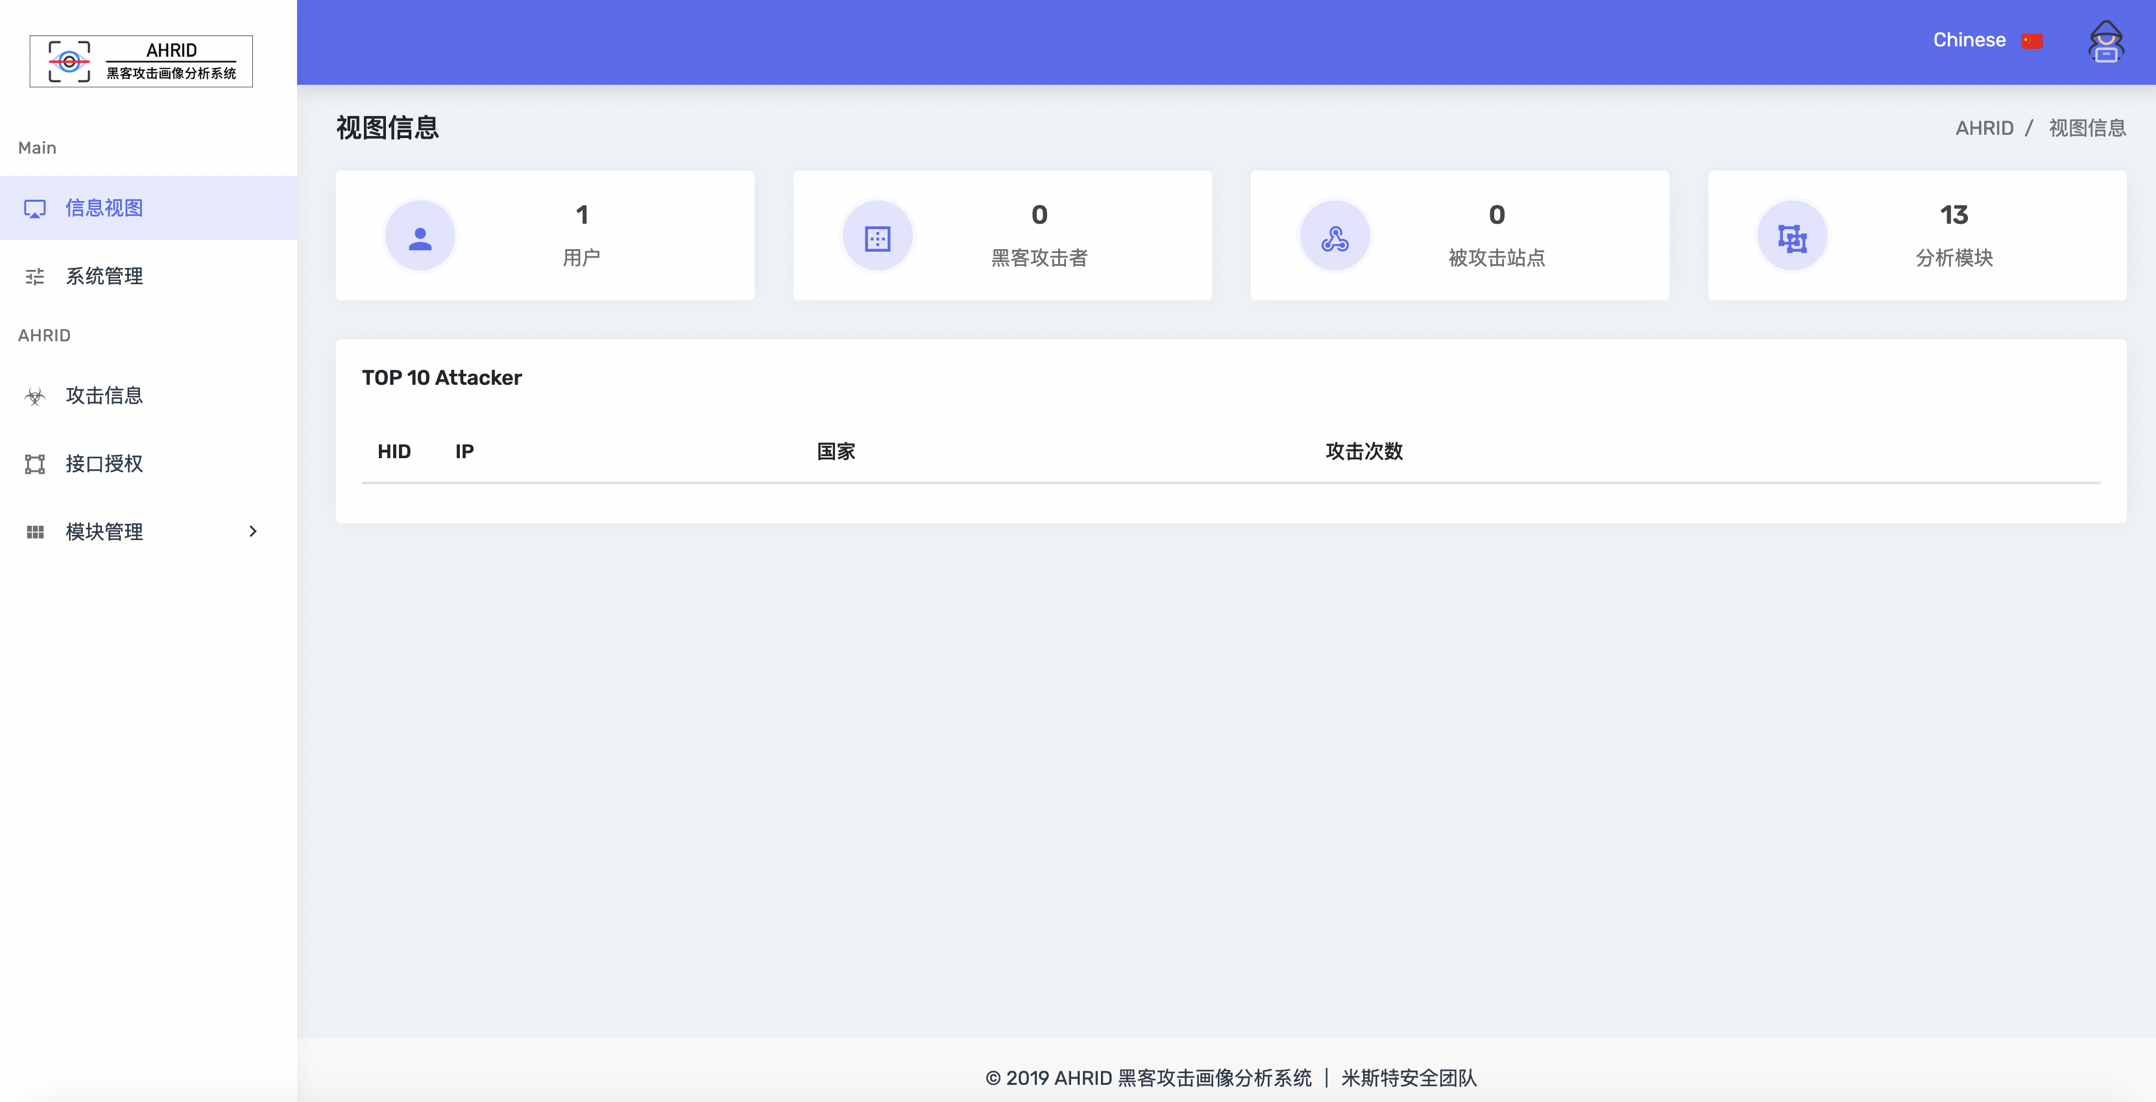 AHRID
黑客攻击画像分析系统
Main
信息视图
系统管理
AHRID
攻击信息
接口授权
模块管理
Chinese
视图信息
AHRID / 视图信息
1
用户
0
黑客攻击者
0
被攻击站点
13
分析模块
TOP 10 Attacker
HID IP 国家 攻击次数
© 2019 AHRID 黑客攻击画像分析系统 | 米斯特安全团队